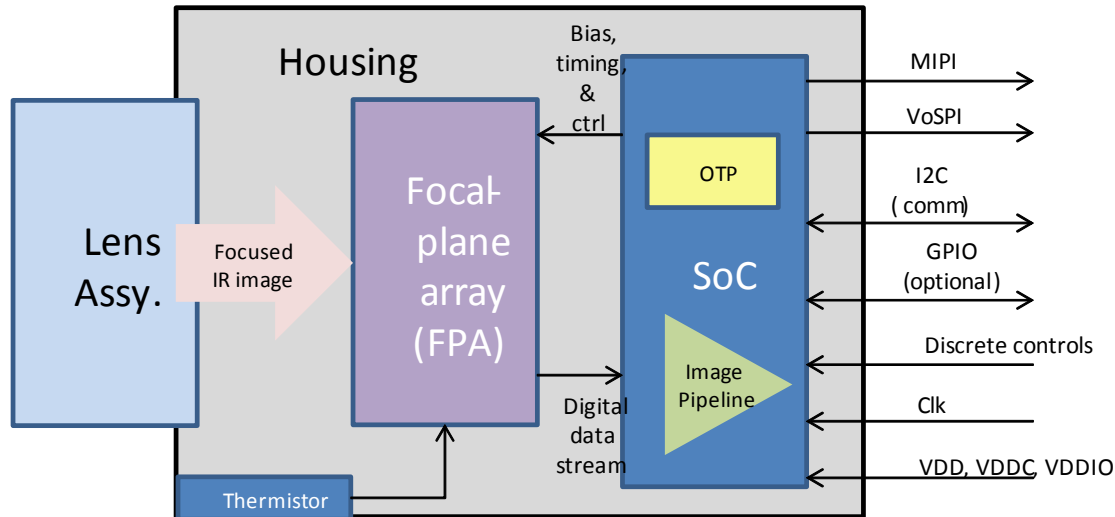 Housing
Bias,
timing,
&
ctrl
MIPI
VoSPI
OTP
I2C
( comm)
Lens
Assy.
Focused
IR image
Focal-
plane
array
(FPA)
SoC
GPIO
(optional)
Discrete controls
Image
Pipeline
Digital
data
stream
Clk
VDD, VDDC, VDDIO
Thermistor